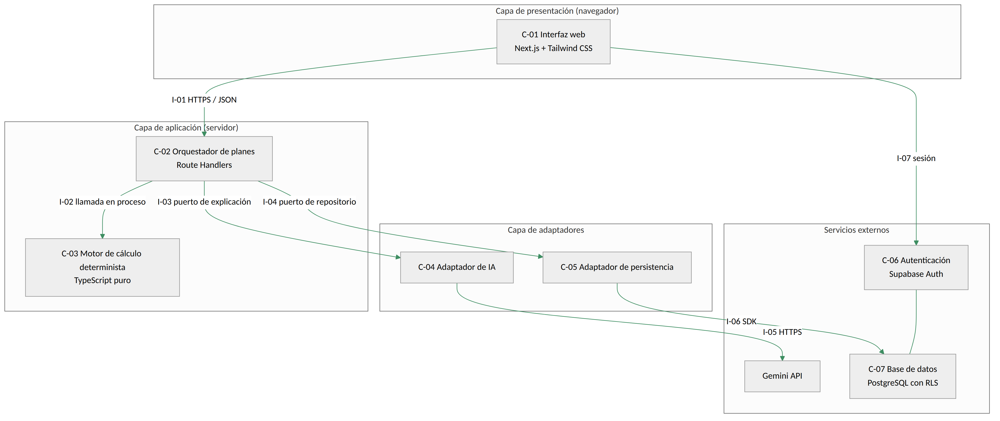 Capa de presentación (navegador)
C-01 Interfaz web
Next.js + Tailwind CSS
I-01 HTTPS / JSON
Capa de aplicación (servidor)
C-02 Orquestador de planes
Route Handlers
I-07 sesión
I-02 llamada en proceso
I-03 puerto de explicación
I-04 puerto de repositorio
Capa de adaptadores
Servicios externos
C-03 Motor de cálculo
determinista
TypeScript puro
C-04 Adaptador de IA
C-05 Adaptador de persistencia
C-06 Autenticación
Supabase Auth
I-06 SDK
I-05 HTTPS
Gemini API
C-07 Base de datos
PostgreSQL con RLS